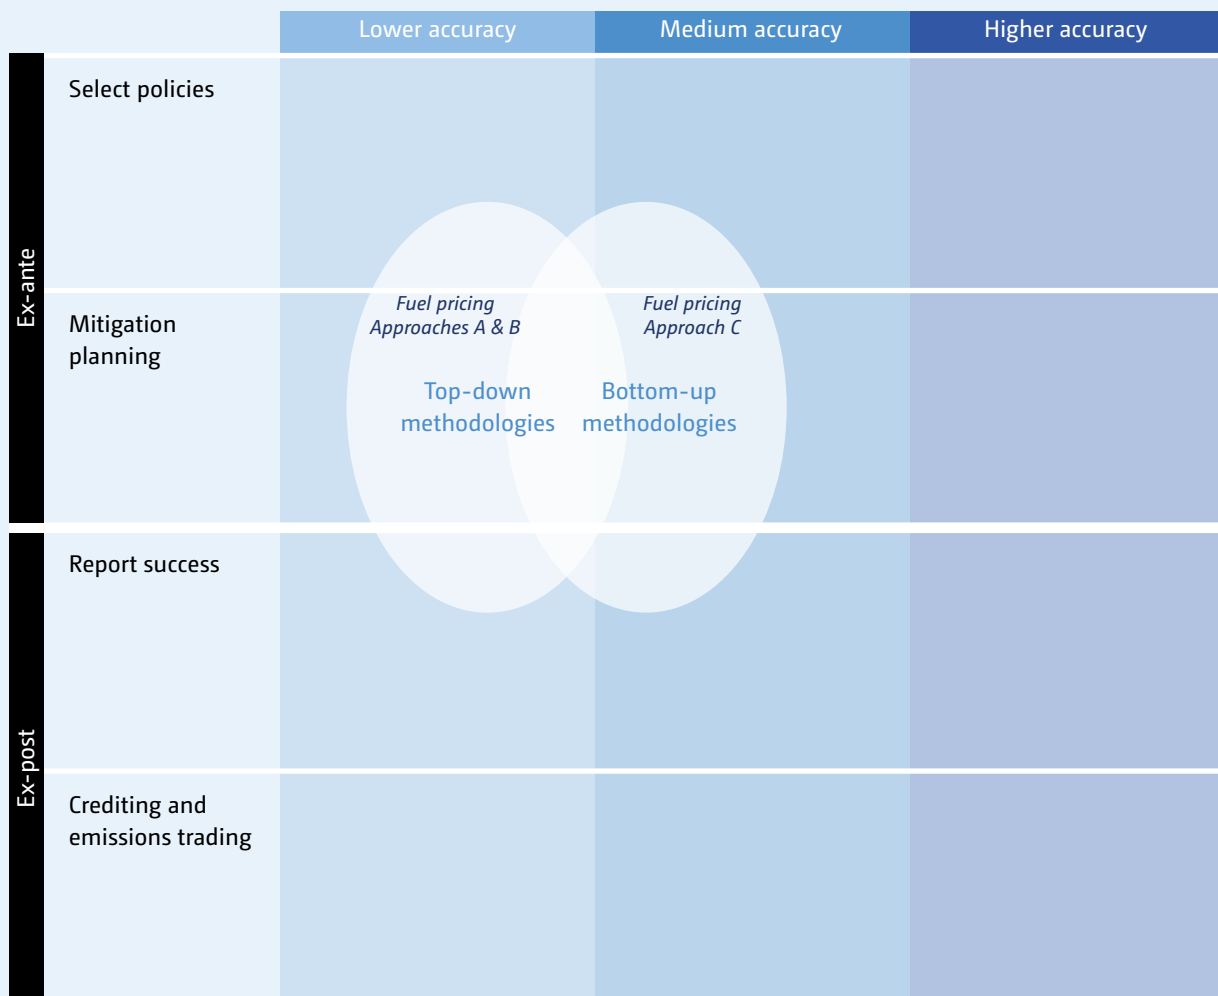 Lower accuracy
Medium accuracy
Higher accuracy
Ex-ante
Select policies
Mitigation
planning
Fuel pricing
Approaches A & B
Fuel pricing
Approach C
Top-down
methodologies
Bottom-up
methodologies
Ex-post
Report success
Crediting and
emissions trading